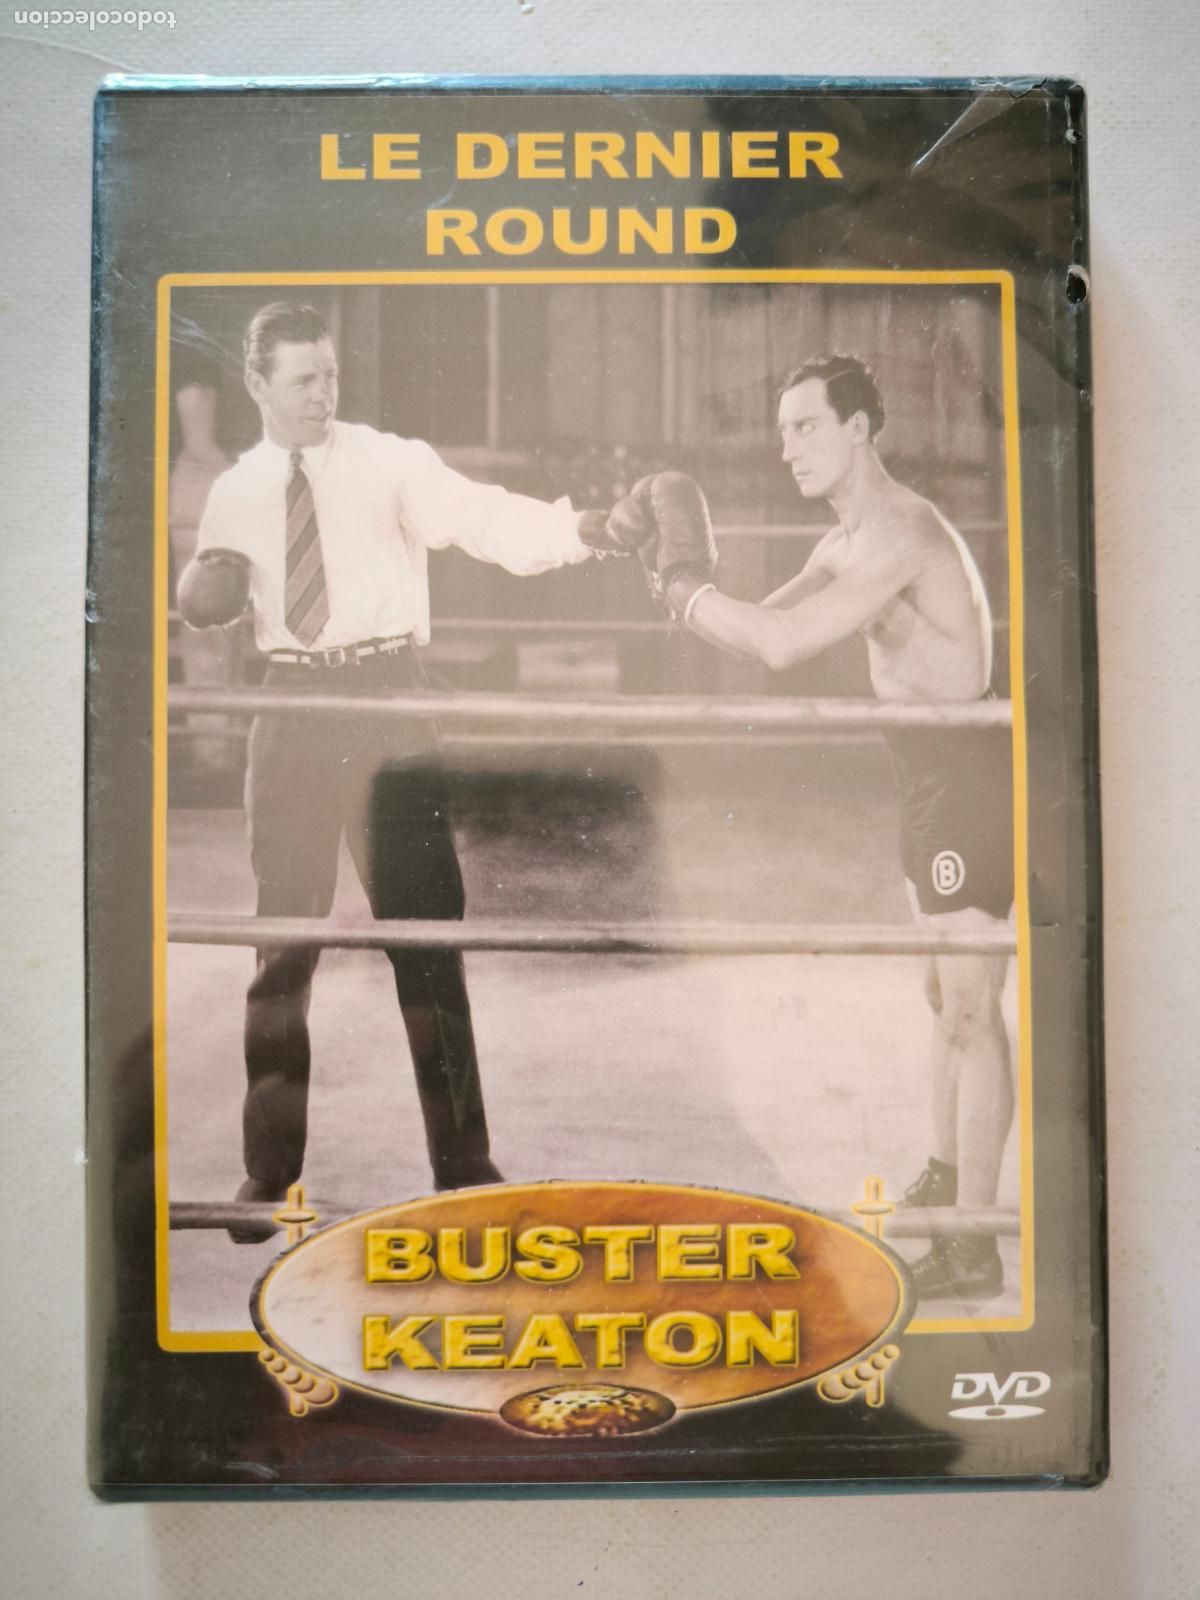 todocoleccion
LE DERNIER
ROUND
B
BUSTER
KEATON
DVD